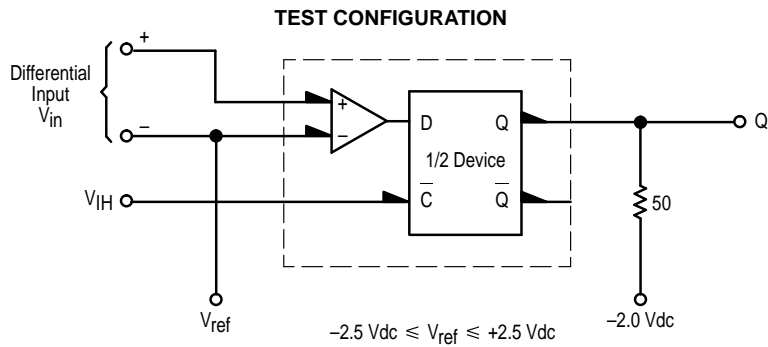 TEST CONFIGURATION
Differential
Input
Vin
+
–
VIH
Vref
+
–
D
Q
1/2 Device
C̅
Q̅
Q
50
–2.0 Vdc
–2.5 Vdc ≤ Vref ≤ +2.5 Vdc